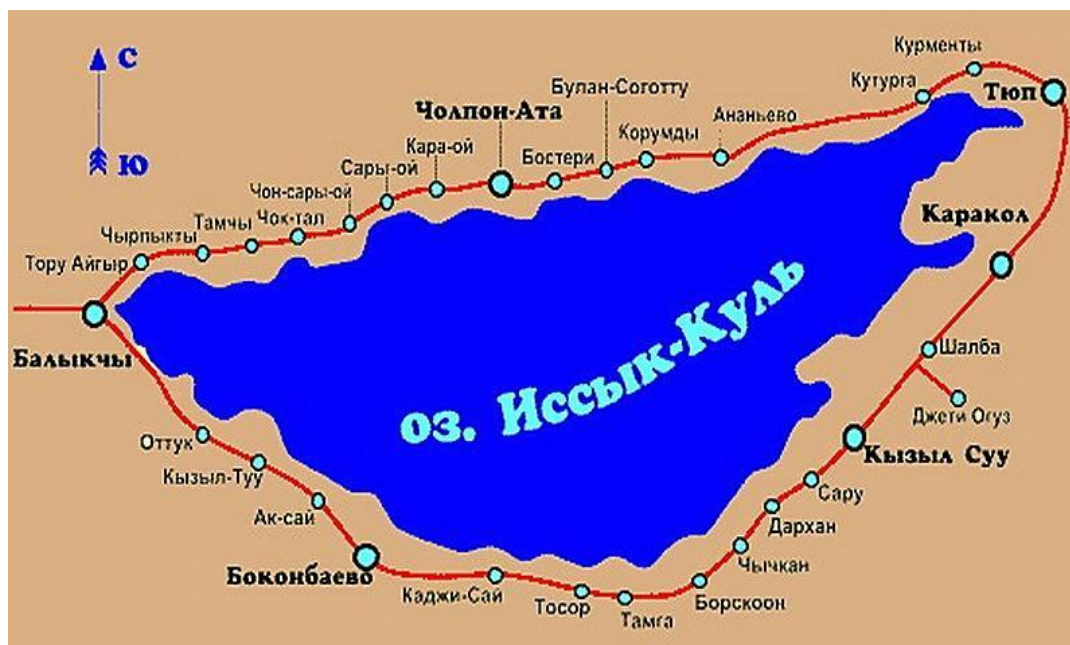 С
Ю
Курменты
Кутурга
Тюп
Булан-Соготту
Чолпон-Ата
Ананьево
Корумды
Бостери
Кара-ой
Сары-ой
Чон-сары-ой
Чок-тал
Тамчы
Чырпыкты
Тору Айгыр
Каракол
Балыкчы
оз. Иссык-Куль
Шалба
Джети Огуз
Кызыл Суу
Оттук
Кызыл-Туу
Ак-сай
Сару
Дархан
Чычкан
Боконбаево
Каджи-Сай
Тосор
Тамга
Борскоон